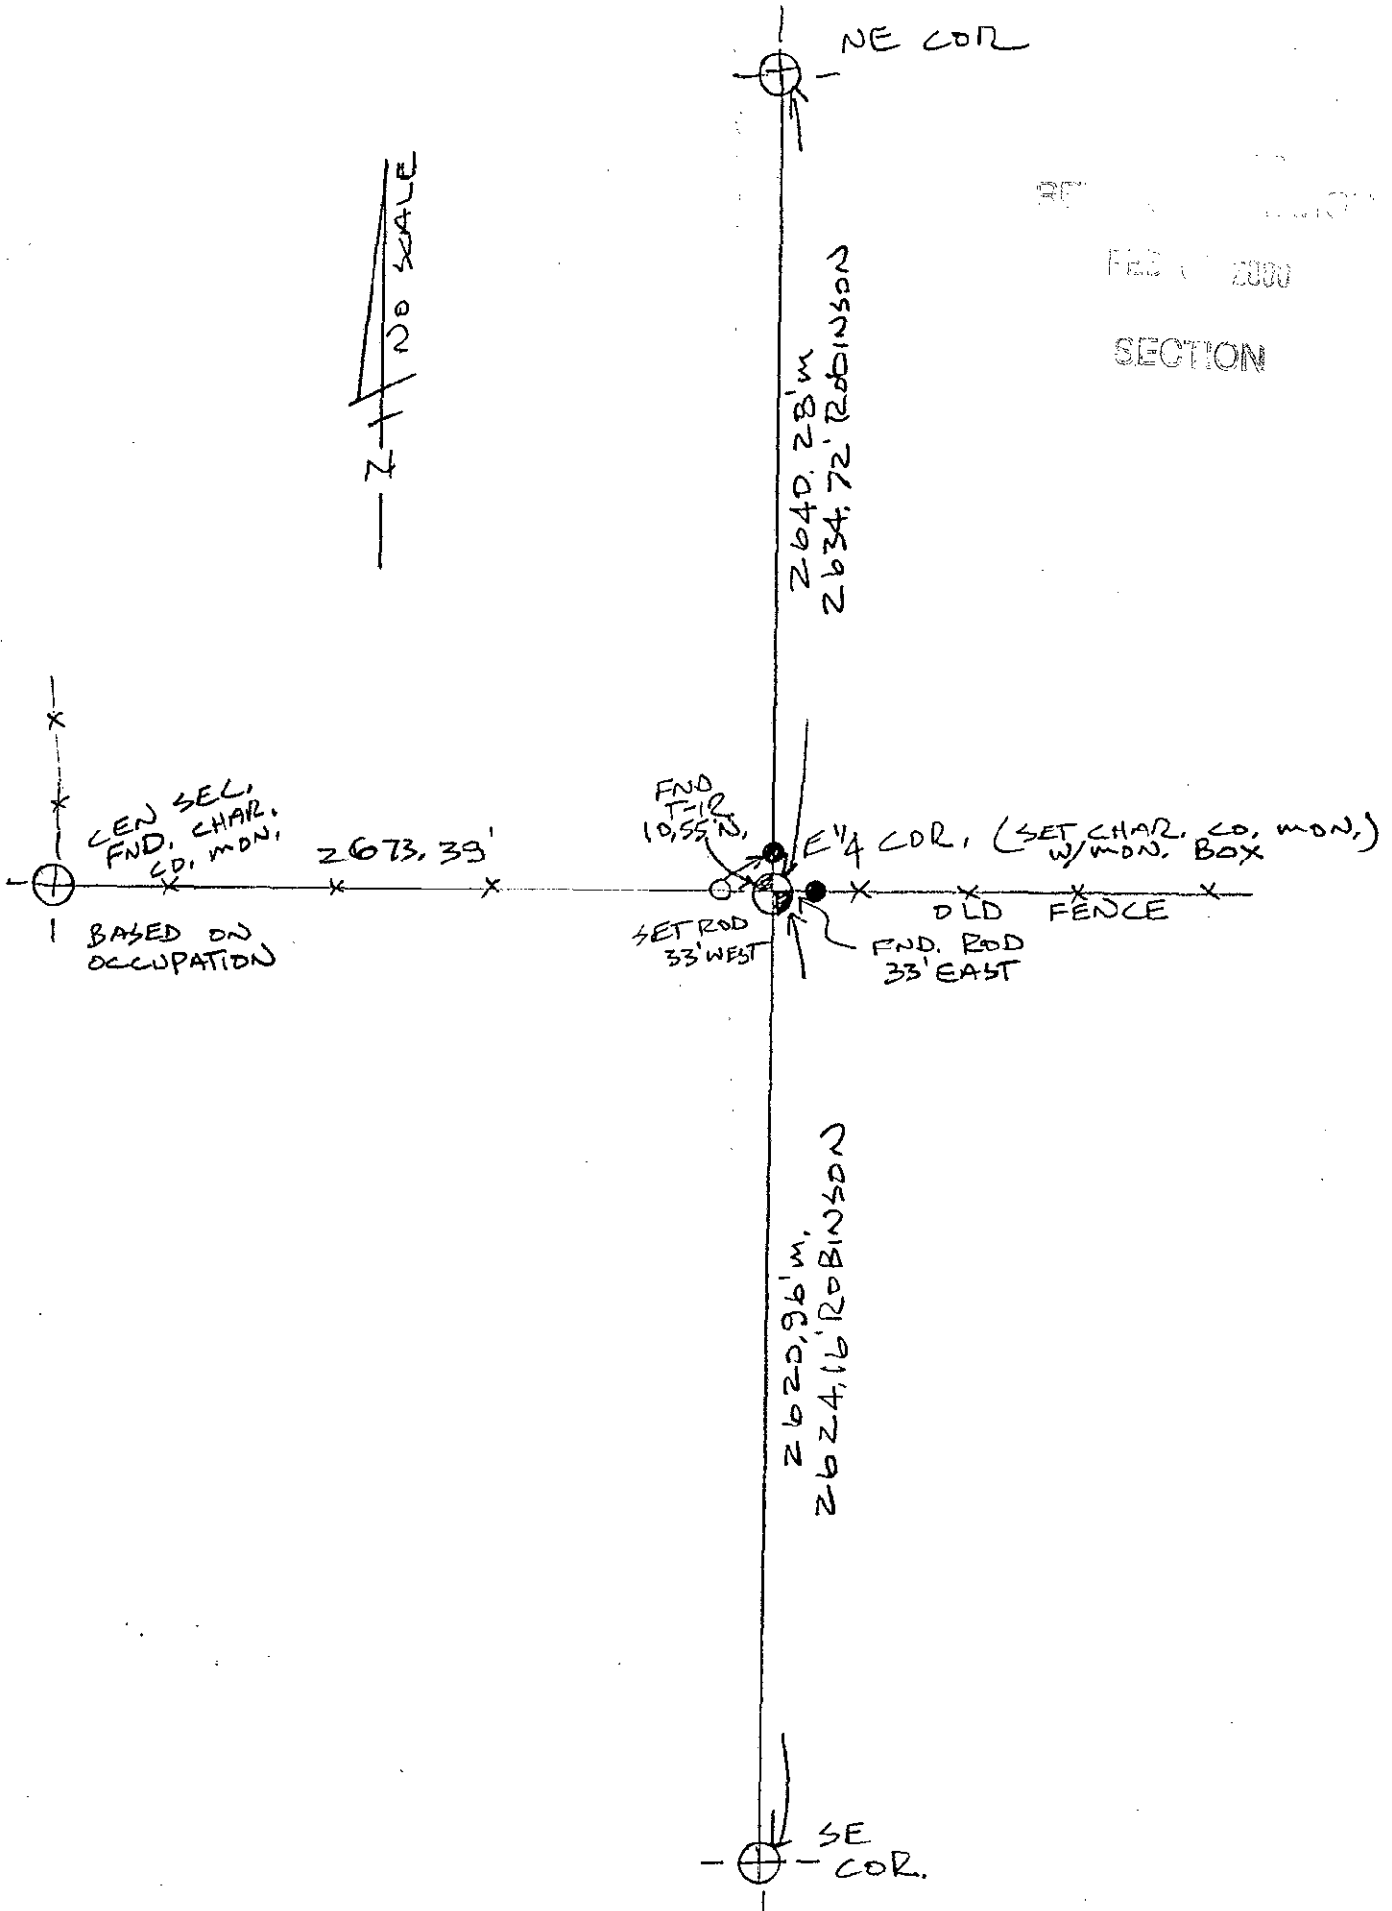 NE COR
NO SCALE
N
FEB 2000
SECTION
2640.28'm
2634.72' ROBINSON
CEN SEC.
FND. CHAR.
CO. MON.
2673.39'
BASED ON
OCCUPATION
FND
T-IR
10.55'N.
E 1/4 COR. (SET CHAR. CO. MON.)
W/MON. BOX
SET ROD
33' WEST
OLD FENCE
FND. ROD
33' EAST
2620.96'm.
2624.16' ROBINSON
SE
COR.